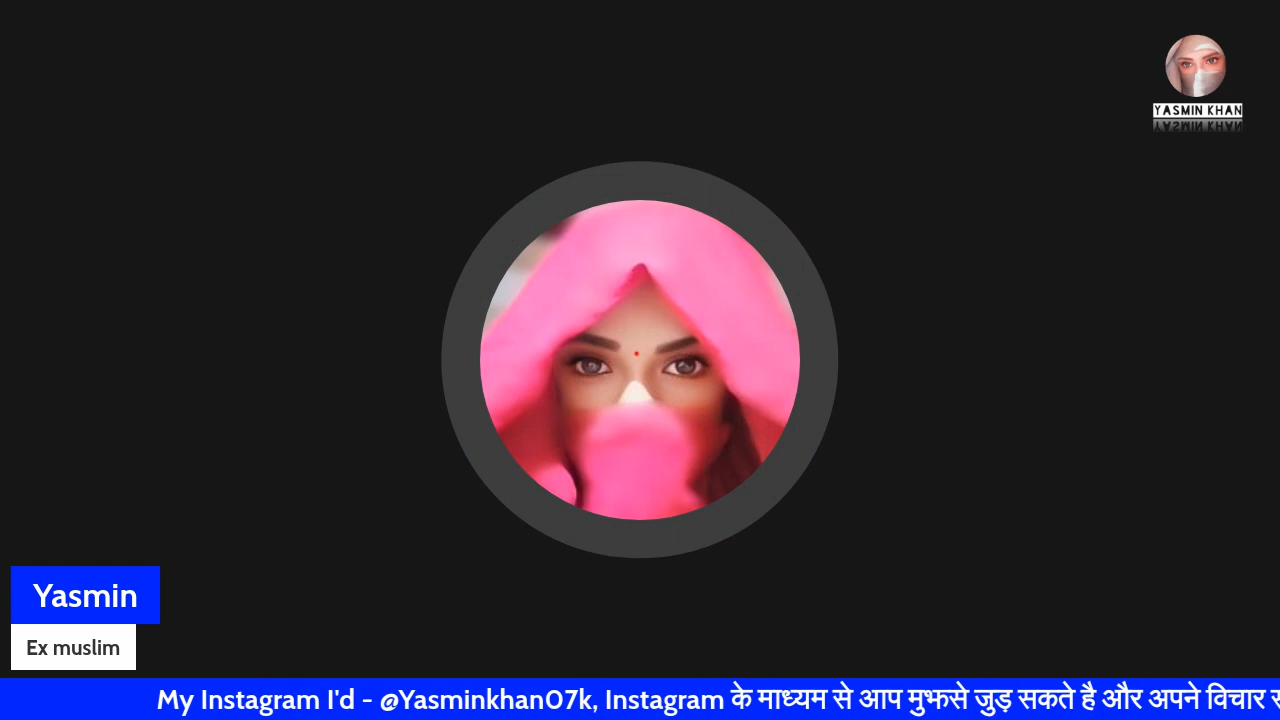 YASMIN KHAN
Yasmin
Ex muslim
My Instagram I'd - @Yasminkhan07k, Instagram के माध्यम से आप मुझसे जुड़ सकते है और अपने विचार